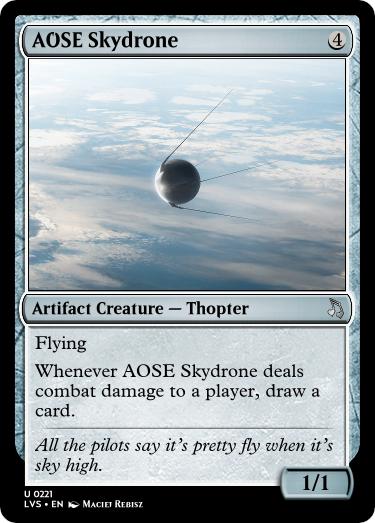 AOSE Skydrone 4
Artifact Creature — Thopter
Flying
Whenever AOSE Skydrone deals
combat damage to a player, draw a
card.
All the pilots say it's pretty fly when it's
sky high.
1/1
U 0221
LVS • EN Maciej Rebisz